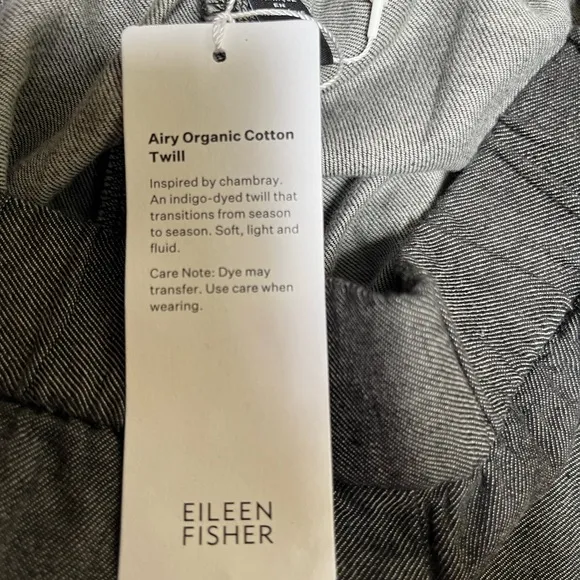 Airy Organic Cotton
Twill
Inspired by chambray.
An indigo-dyed twill that
transitions from season
to season. Soft, light and
fluid.
Care Note: Dye may
transfer. Use care when
wearing.
EILEEN
FISHER